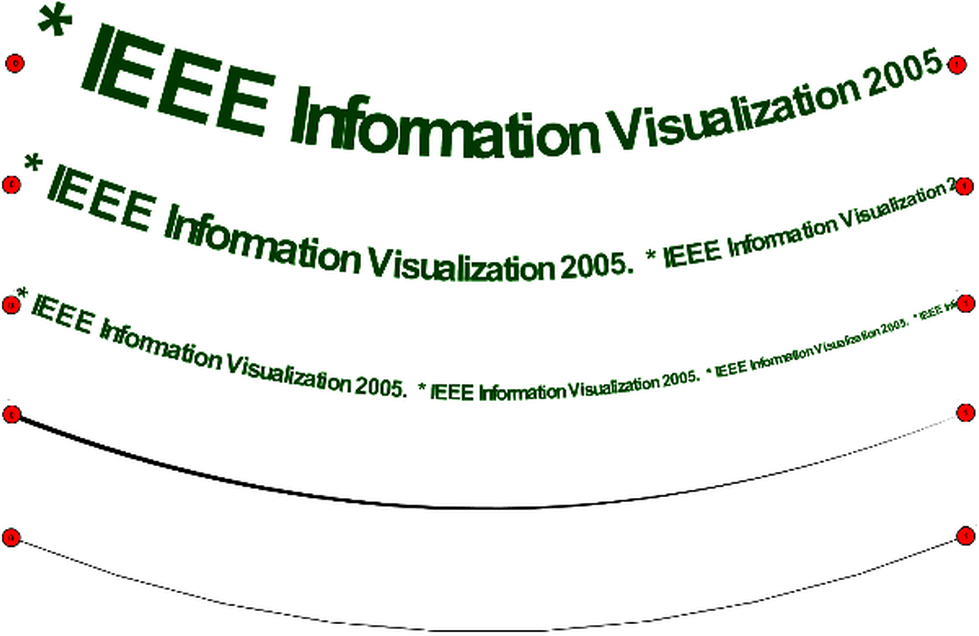 * IEEE Information Visualization 2005
* IEEE Information Visualization 2005. * IEEE Information Visualization 2
* IEEE Information Visualization 2005. * IEEE Information Visualization 2005. * IEEE Information Visualization 2005. * IEEE